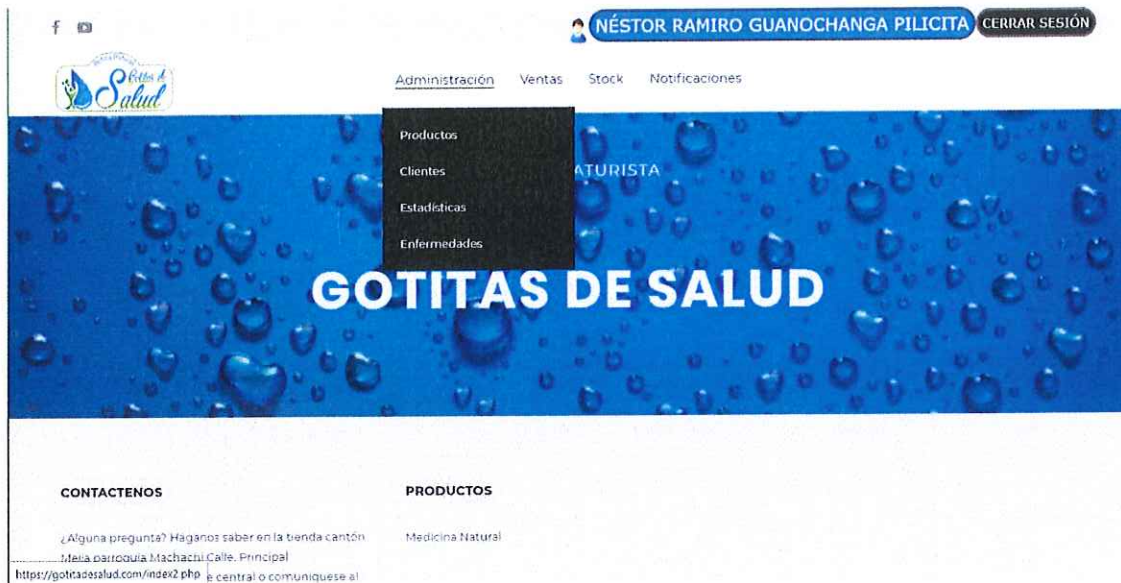 NÉSTOR RAMIRO GUANOCHANGA PILICITA CERRAR SESIÓN
Gotitas de
Salud
Administración Ventas Stock Notificaciones
Productos
Clientes
ATURISTA
Estadísticas
Enfermedades
GOTITAS DE SALUD
CONTACTENOS
PRODUCTOS
¿Alguna pregunta? Haganos saber en la tienda cantón
Medicina Natural
Mejia parroquia Machachi Calle. Principal
https://gotitadesalud.com/index2.php e central o comuniquese al